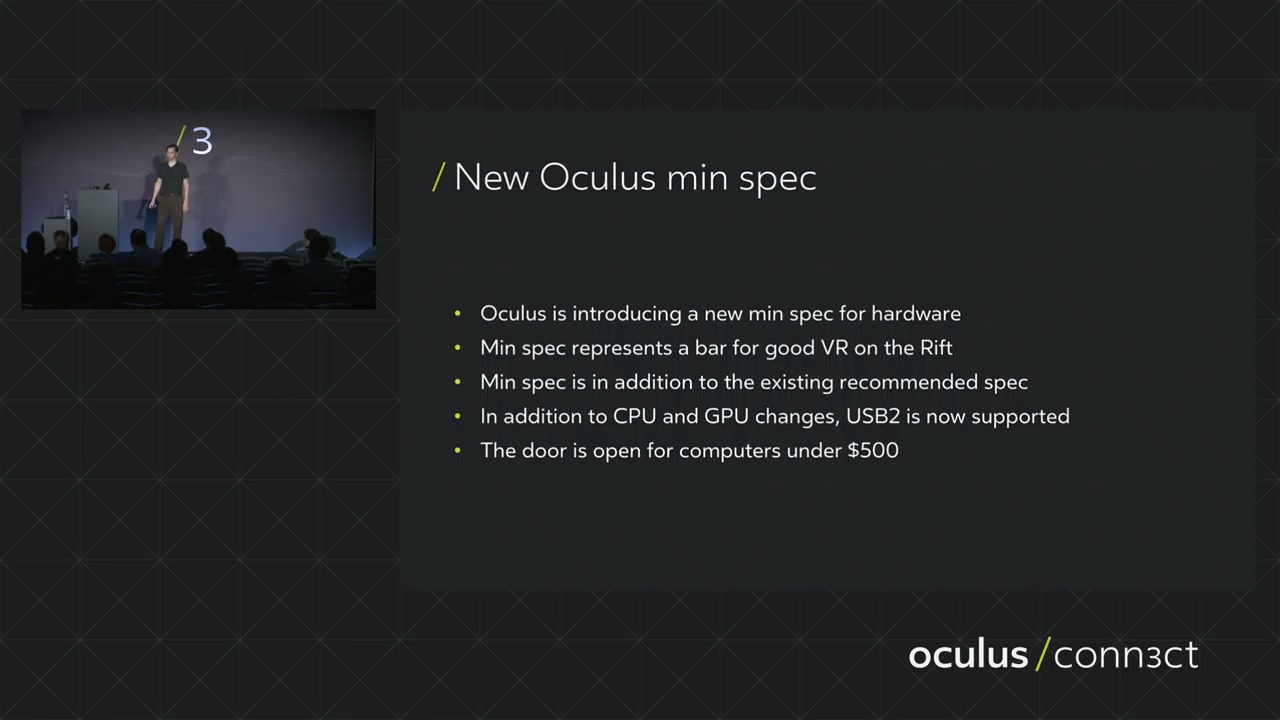 /3
/ New Oculus min spec
• Oculus is introducing a new min spec for hardware
• Min spec represents a bar for good VR on the Rift
• Min spec is in addition to the existing recommended spec
• In addition to CPU and GPU changes, USB2 is now supported
• The door is open for computers under $500
oculus/conn3ct